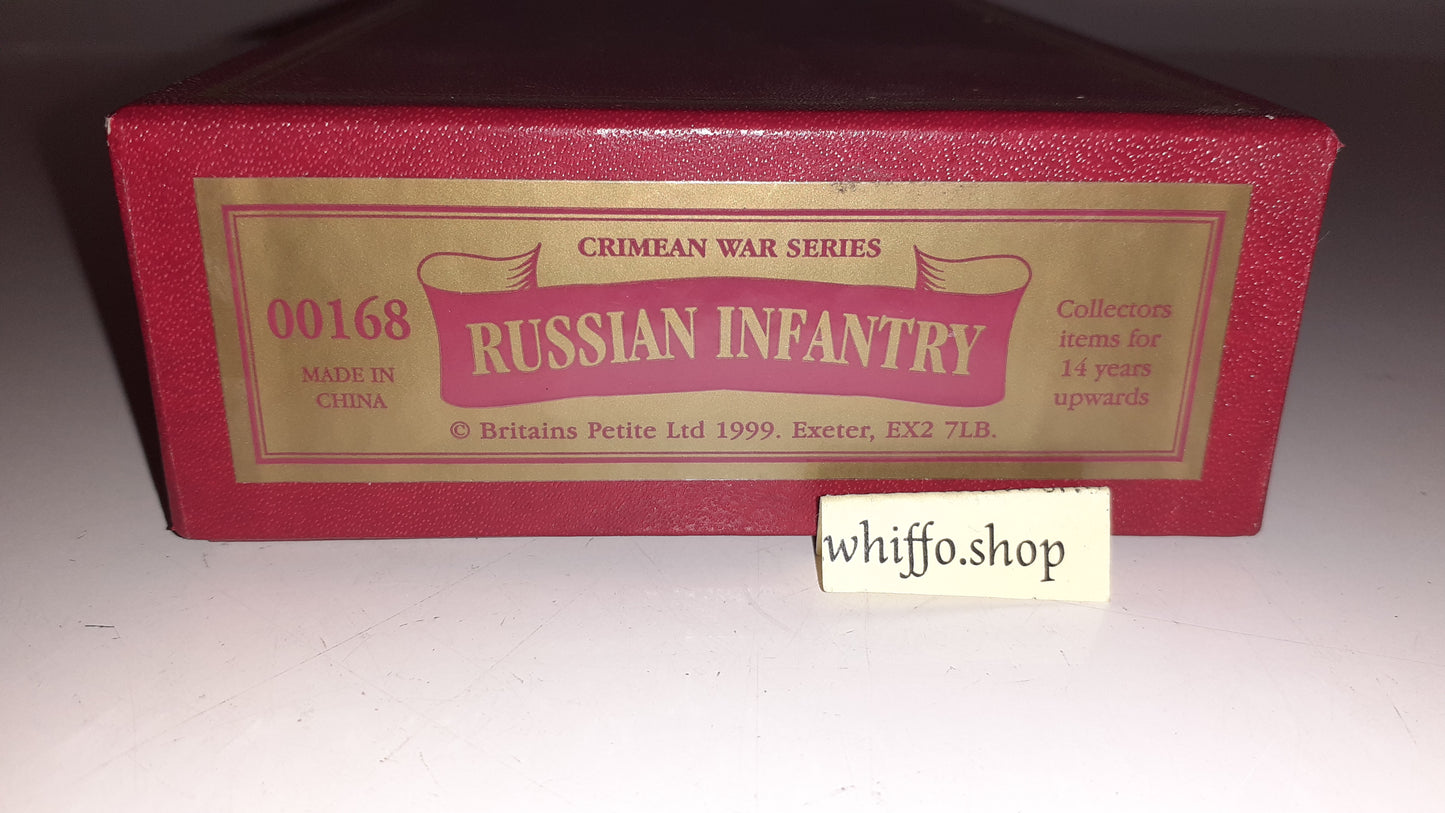 CRIMEAN WAR SERIES
00168
MADE IN
CHINA
RUSSIAN INFANTRY
Collectors
items for
14 years
upwards
© Britains Petite Ltd 1999. Exeter, EX2 7LB.
whiffo.shop